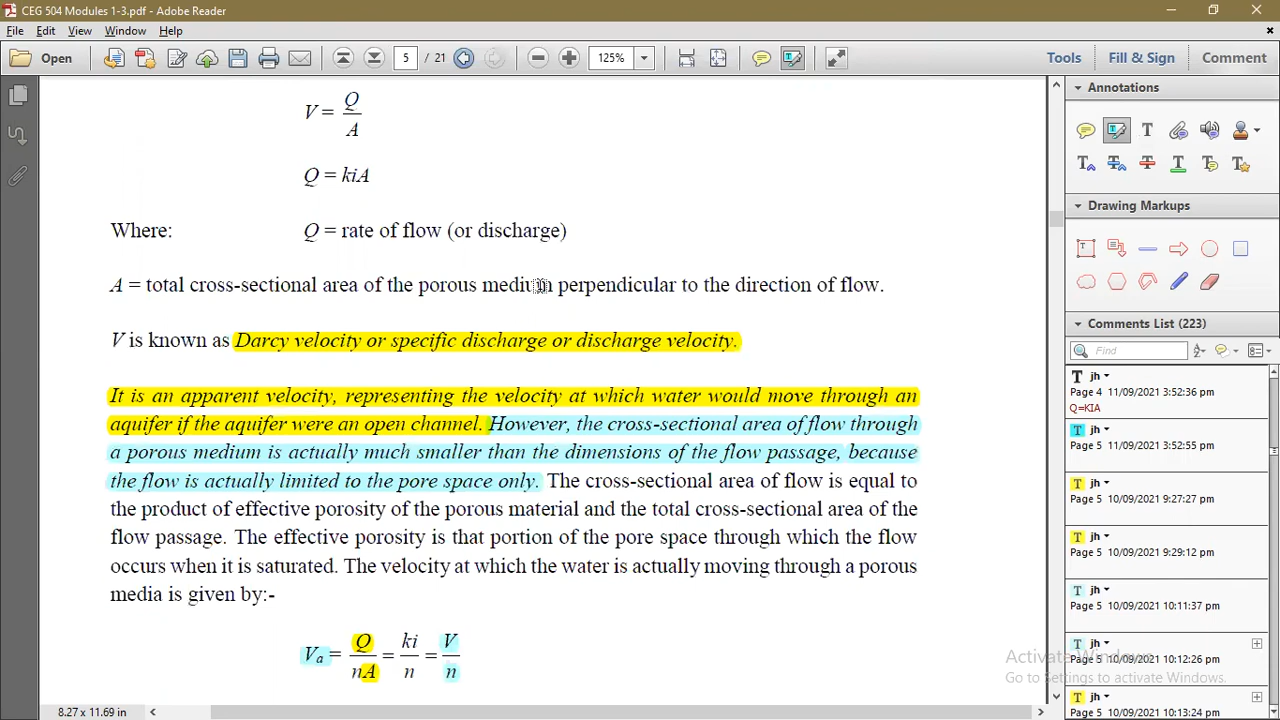 CEG 504 Modules 1-3.pdf - Adobe Reader
File Edit View Window Help
Open 5 / 21 125% Tools Fill & Sign Comment
V = Q / A
Q = kiA
Where: Q = rate of flow (or discharge)
A = total cross-sectional area of the porous medium perpendicular to the direction of flow.
V is known as Darcy velocity or specific discharge or discharge velocity.
It is an apparent velocity, representing the velocity at which water would move through an
aquifer if the aquifer were an open channel. However, the cross-sectional area of flow through
a porous medium is actually much smaller than the dimensions of the flow passage, because
the flow is actually limited to the pore space only. The cross-sectional area of flow is equal to
the product of effective porosity of the porous material and the total cross-sectional area of the
flow passage. The effective porosity is that portion of the pore space through which the flow
occurs when it is saturated. The velocity at which the water is actually moving through a porous
media is given by:-
Va = Q / nA = ki / n = V / n
8.27 x 11.69 in
Annotations
Drawing Markups
Comments List (223)
Find
jh
Page 4 11/09/2021 3:52:36 pm
Q=KIA
Page 5 11/09/2021 3:52:55 pm
jh
Page 5 10/09/2021 9:27:27 pm
jh
Page 5 10/09/2021 9:29:12 pm
jh
Page 5 10/09/2021 10:11:37 pm
jh
Page 5 10/09/2021 10:12:26 pm
jh
Page 5 10/09/2021 10:13:24 pm
Activate Windows
Go to Settings to activate Windows.